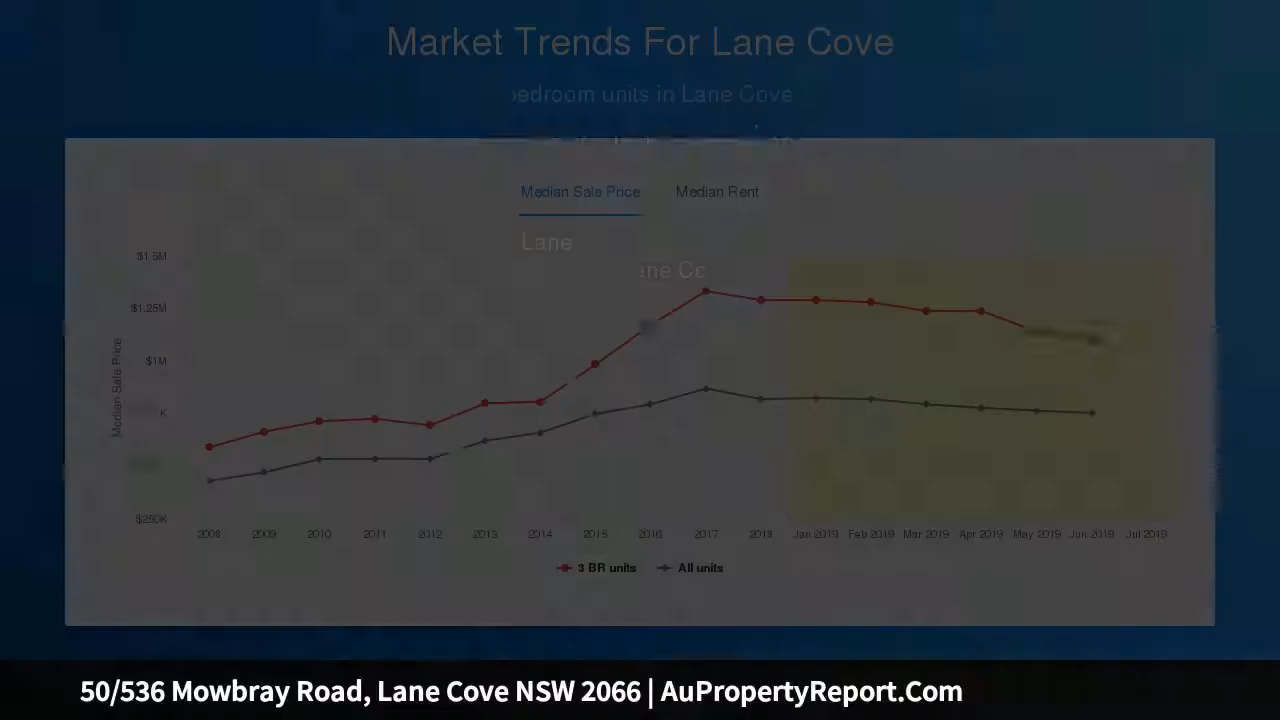 Market Trends For Lane Cove
bedroom units in Lane Cove
Median Sale Price Median Rent
Lane
ane Co
$1.5M
$1.25M
$1M
K
$250K
Median Sale Price
2008 2009 2010 2011 2012 2013 2014 2015 2016 2017 2018 Jan 2019 Feb 2019 Mar 2019 Apr 2019 May 2019 Jun 2019 Jul 2019
3 BR units All units
50/536 Mowbray Road, Lane Cove NSW 2066 | AuPropertyReport.Com